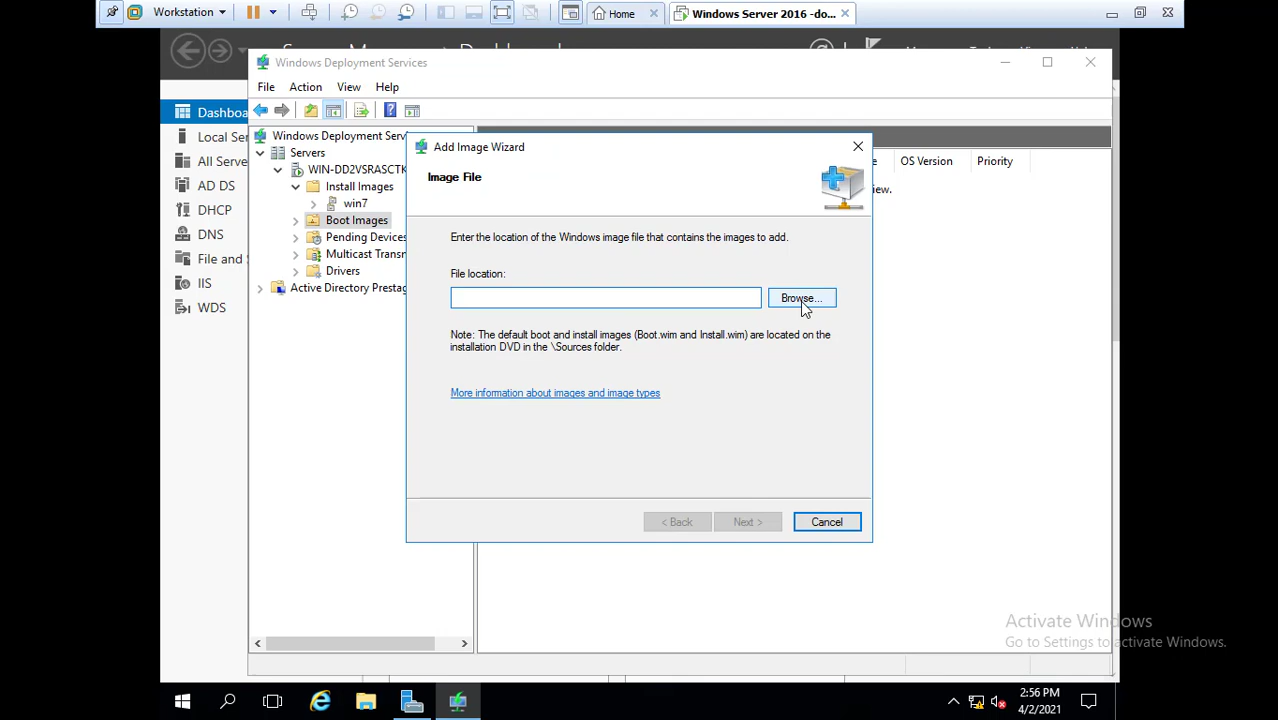 Workstation
Home
Windows Server 2016 -do...
Windows Deployment Services
File Action View Help
Dashboa
Local Ser
All Serve
AD DS
DHCP
DNS
File and
IIS
WDS
Windows Deployment Servi
Servers
WIN-DD2VSRASCTK
Install Images
win7
Boot Images
Pending Devices
Multicast Transm
Drivers
Active Directory Prestag
OS Version
Priority
view.
Add Image Wizard
Image File
Enter the location of the Windows image file that contains the images to add.
File location:
Browse...
Note: The default boot and install images (Boot.wim and Install.wim) are located on the
installation DVD in the \Sources folder.
More information about images and image types
< Back
Next >
Cancel
Activate Windows
Go to Settings to activate Windows.
2:56 PM
4/2/2021